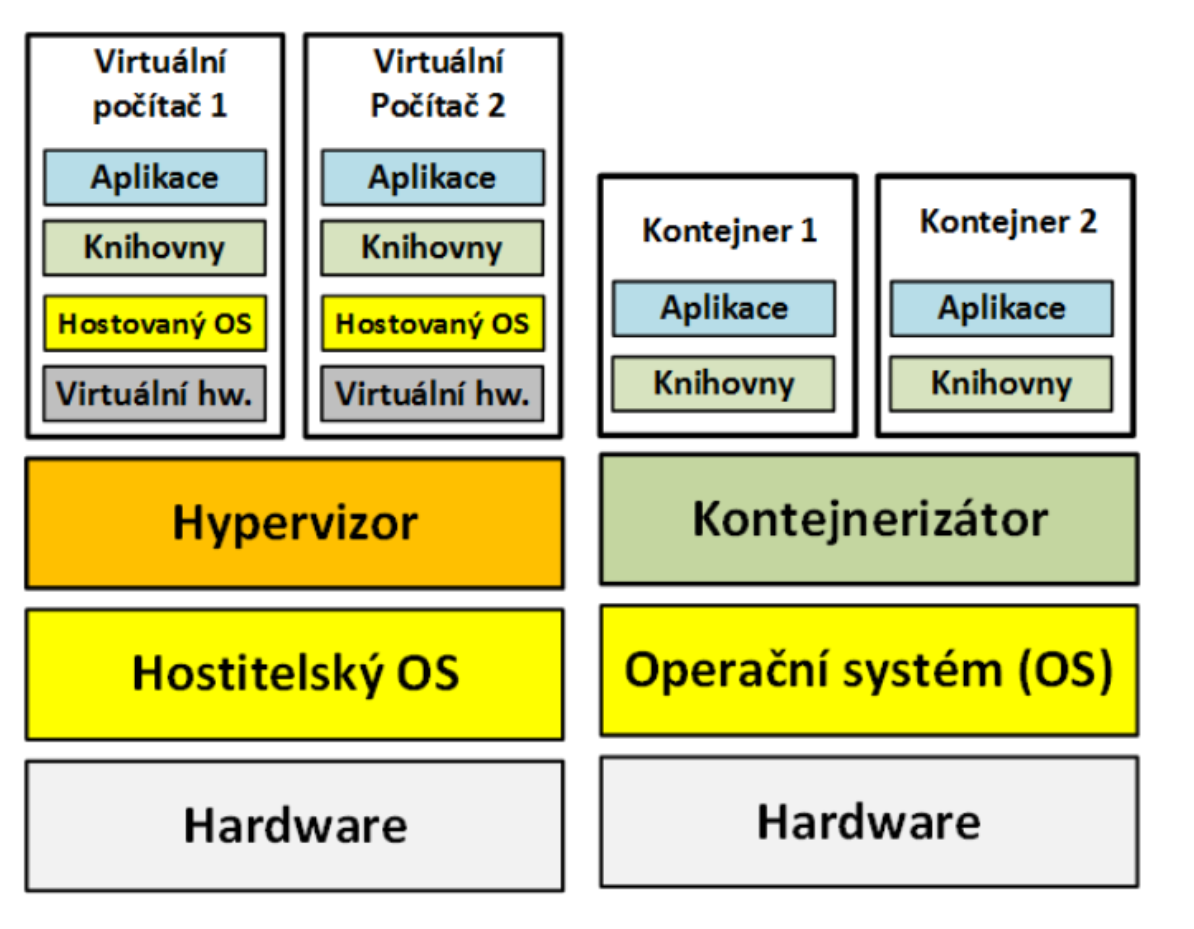 Virtuální
počítač 1
Aplikace
Knihovny
Hostovaný OS
Virtuální hw.
Virtuální
Počítač 2
Aplikace
Knihovny
Hostovaný OS
Virtuální hw.
Hypervizor
Hostitelský OS
Hardware
Kontejner 1
Aplikace
Knihovny
Kontejner 2
Aplikace
Knihovny
Kontejnerizátor
Operační systém (OS)
Hardware